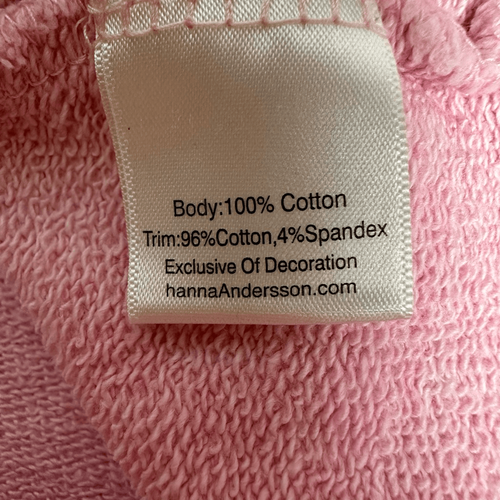 Body:100% Cotton
Trim:96%Cotton,4%Spandex
Exclusive Of Decoration
hannaAndersson.com